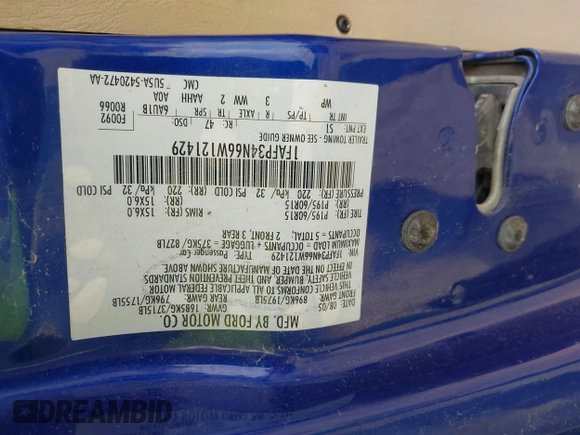 MFD. BY FORD MOTOR CO.
DATE: 08/05 GVWR: 1685KG/3715LB
FRONT GAWR: 896KG/1975LB REAR GAWR: 796KG/1755LB
THIS VEHICLE CONFORMS TO ALL APPLICABLE FEDERAL MOTOR
VEHICLE SAFETY, BUMPER, AND THEFT PREVENTION STANDARDS
IN EFFECT ON THE DATE OF MANUFACTURE SHOWN ABOVE.
VIN: 1FAFP34N66W121429 TYPE: Passenger Car
MAXIMUM LOAD = OCCUPANTS + LUGGAGE = 375KG/827LB
OCCUPANTS = 5 TOTAL; 2 FRONT, 3 REAR
TIRE (FR): P195/60R15 RIMS (FR): 15X6.0
(RR): P195/60R15 (RR): 15X6.0
PRESSURE (FR): 220 kPa/ 32 PSI COLD
(RR): 220 kPa/ 32 PSI COLD
1FAFP34N66W121429
TRAILER TOWING - SEE OWNER GUIDE
EXT PNT: S1 RC: 47 DSO: F0092
INT TR TP/PS R AXLE TR SPR R0066
WP 3 WW 2 AAHH AOA 6AU1B
CMC 5U5A-5420472-AA
DREAMBID